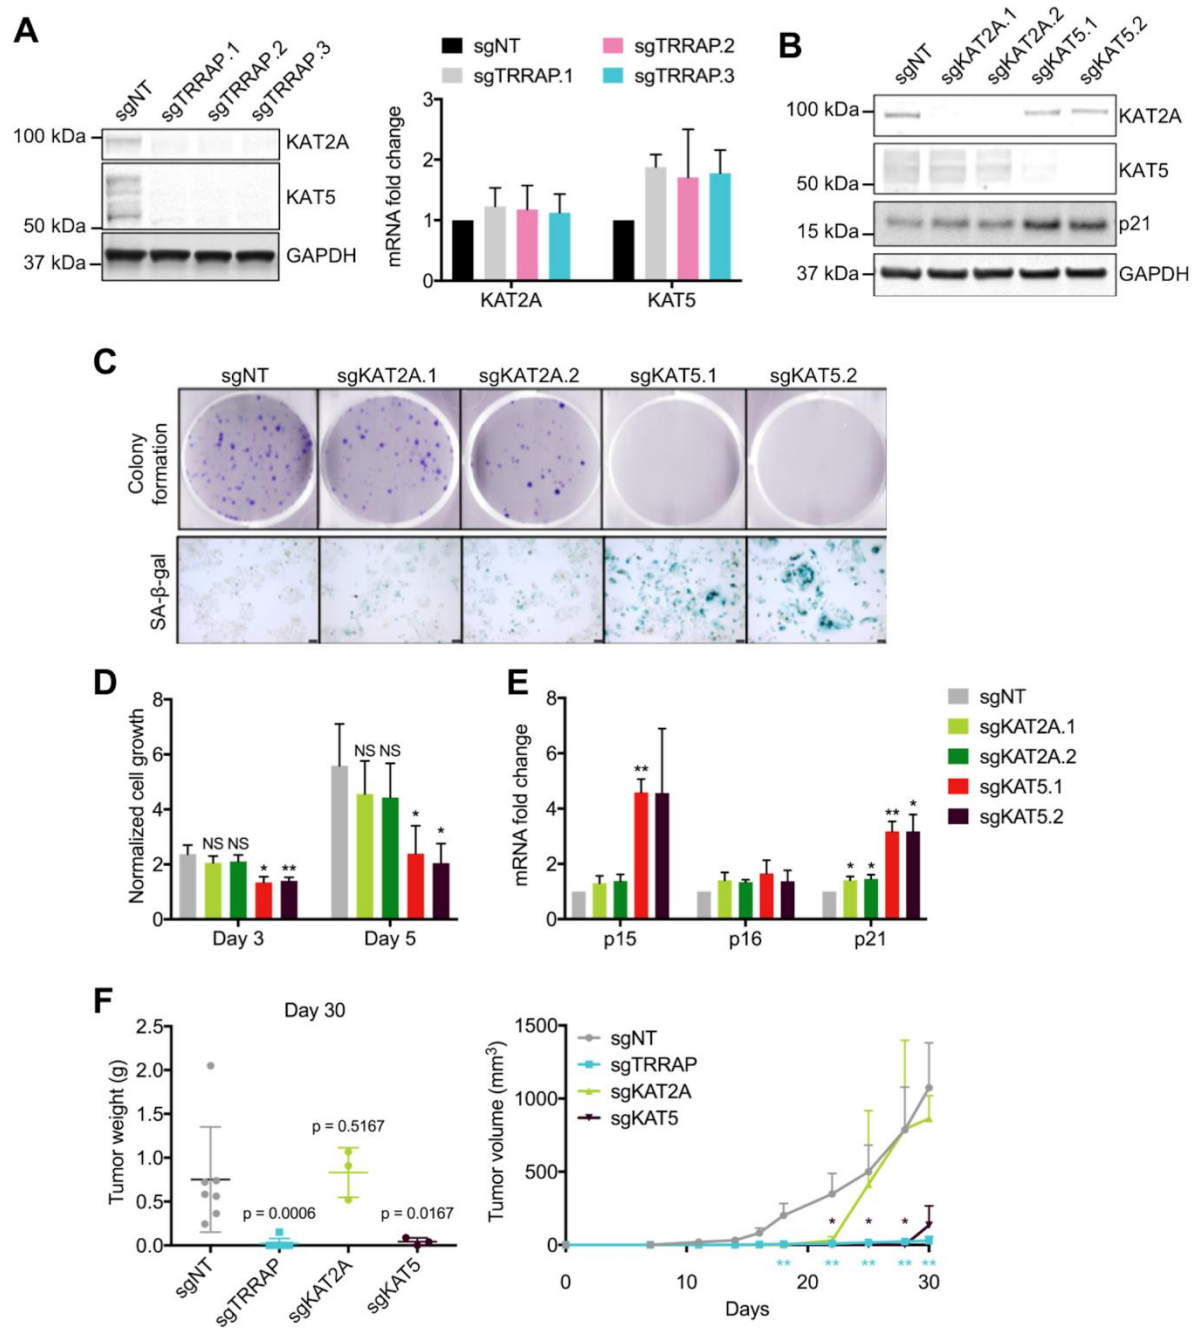 A
sgNT
sgTRRAP.1
sgTRRAP.2
sgTRRAP.3
100 kDa
50 kDa
37 kDa
KAT2A
KAT5
GAPDH
sgNT
sgTRRAP.2
sgTRRAP.1
sgTRRAP.3
mRNA fold change
3
2
1
0
KAT2A
KAT5
B
sgNT
sgKAT2A.1
sgKAT2A.2
sgKAT5.1
sgKAT5.2
100 kDa
50 kDa
15 kDa
37 kDa
KAT2A
KAT5
p21
GAPDH
C
sgNT
sgKAT2A.1
sgKAT2A.2
sgKAT5.1
sgKAT5.2
Colony
formation
SA-β-gal
D
Normalized cell growth
8
6
4
2
0
NS NS
* **
NS NS
*
*
Day 3
Day 5
E
mRNA fold change
8
6
4
2
0
**
* *
** *
p15
p16
p21
sgNT
sgKAT2A.1
sgKAT2A.2
sgKAT5.1
sgKAT5.2
F
Day 30
Tumor weight (g)
2.5
2.0
1.5
1.0
0.5
0.0
p = 0.0006
p = 0.5167
p = 0.0167
sgNT
sgTRRAP
sgKAT2A
sgKAT5
Tumor volume (mm³)
1500
1000
500
0
sgNT
sgTRRAP
sgKAT2A
sgKAT5
* * *
** ** ** ** **
0
10
20
30
Days